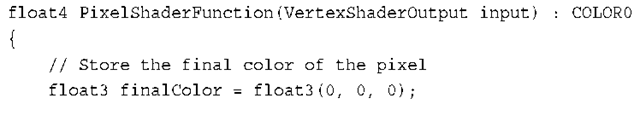 float4 PixelShaderFunction(VertexShaderOutput input) : COLOR0
{
    // Store the final color of the pixel
    float3 finalColor = float3(0, 0, 0);